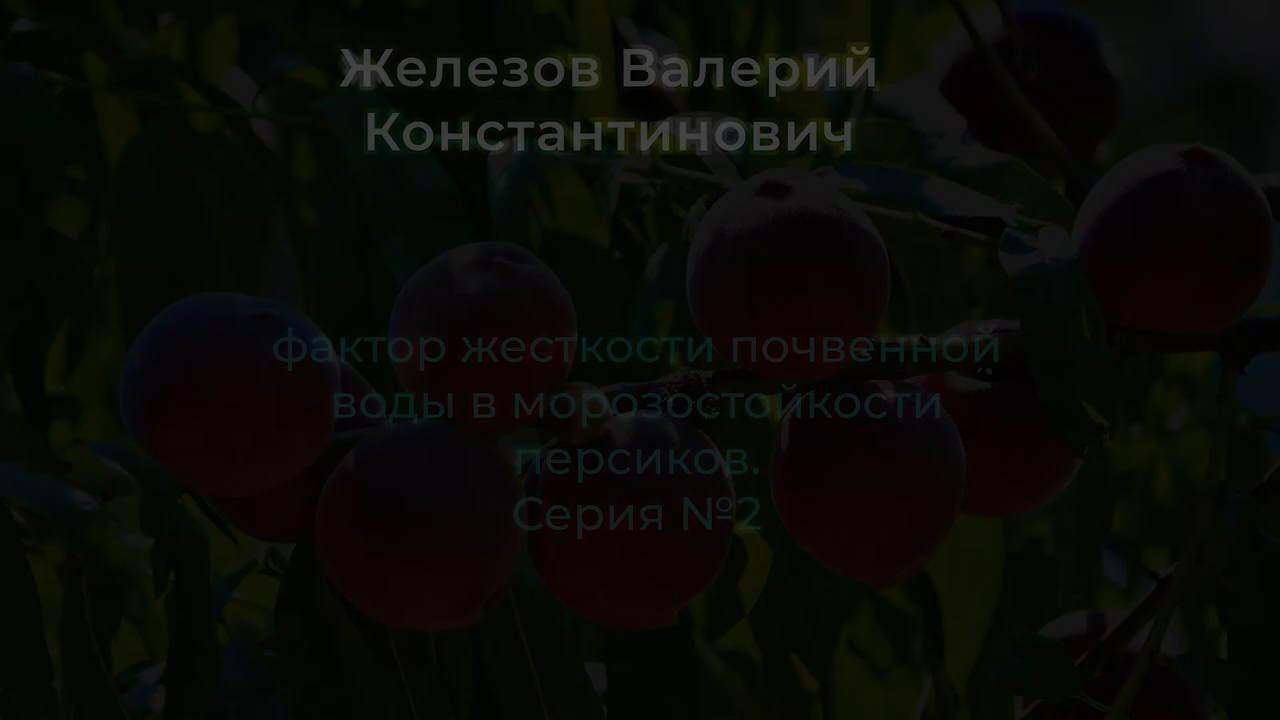 Железов Валерий
Константинович
фактор жесткости почвенной
воды в морозостойкости
персиков.
Серия №2